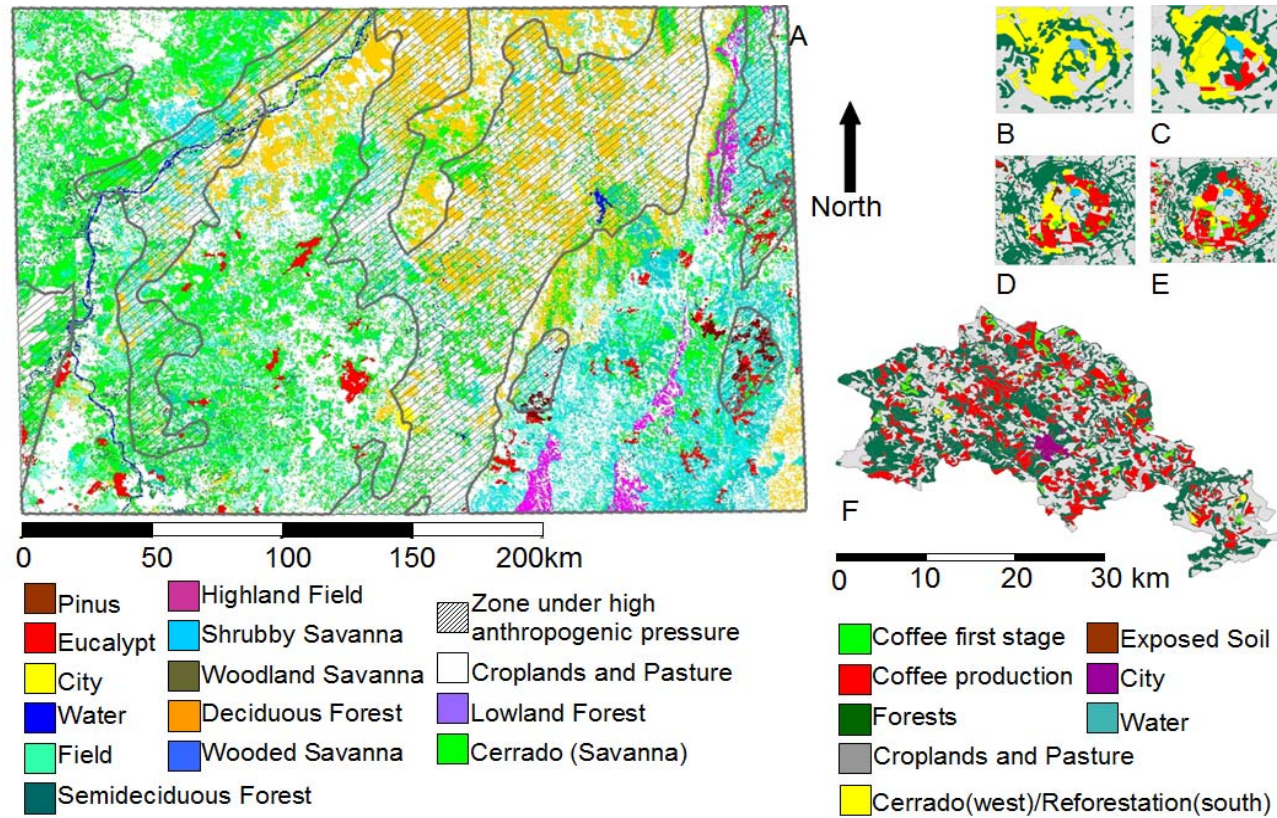 A
B
C
North
D
E
F
0
50
100
150
200km
0
10
20
30 km
Pinus
Eucalypt
City
Water
Field
Semideciduous Forest
Highland Field
Shrubby Savanna
Woodland Savanna
Deciduous Forest
Wooded Savanna
Zone under high
anthropogenic pressure
Croplands and Pasture
Lowland Forest
Cerrado (Savanna)
Coffee first stage
Coffee production
Forests
Croplands and Pasture
Cerrado(west)/Reforestation(south)
Exposed Soil
City
Water